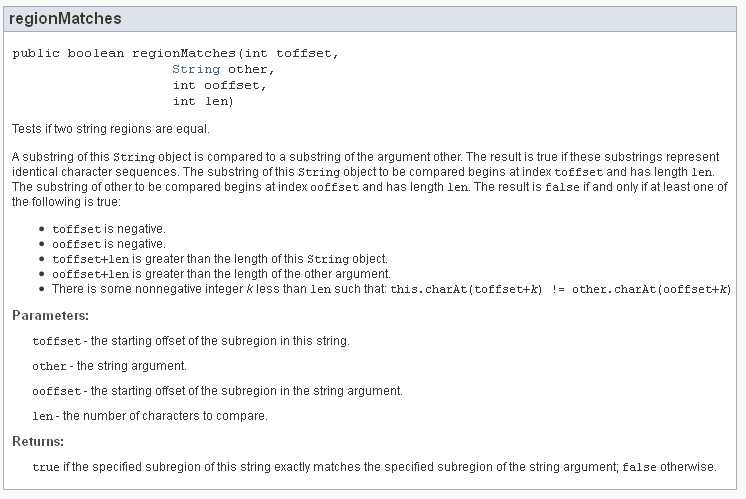 regionMatches
public boolean regionMatches(int toffset,
String other,
int ooffset,
int len)
Tests if two string regions are equal.
A substring of this String object is compared to a substring of the argument other. The result is true if these substrings represent
identical character sequences. The substring of this String object to be compared begins at index toffset and has length len.
The substring of other to be compared begins at index ooffset and has length len. The result is false if and only if at least one of
the following is true:
• toffset is negative.
• ooffset is negative.
• toffset+len is greater than the length of this String object.
• ooffset+len is greater than the length of the other argument.
• There is some nonnegative integer k less than len such that: this.charAt(toffset+k) != other.charAt(ooffset+k)
Parameters:
toffset - the starting offset of the subregion in this string.
other - the string argument.
ooffset - the starting offset of the subregion in the string argument.
len - the number of characters to compare.
Returns:
true if the specified subregion of this string exactly matches the specified subregion of the string argument; false otherwise.